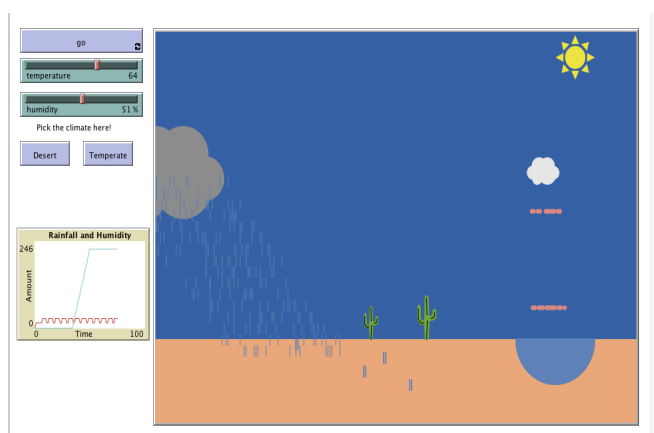 go
temperature 64
humidity 51 %
Pick the climate here!
Desert Temperate
Rainfall and Humidity
246
Amount
0
0 Time 100